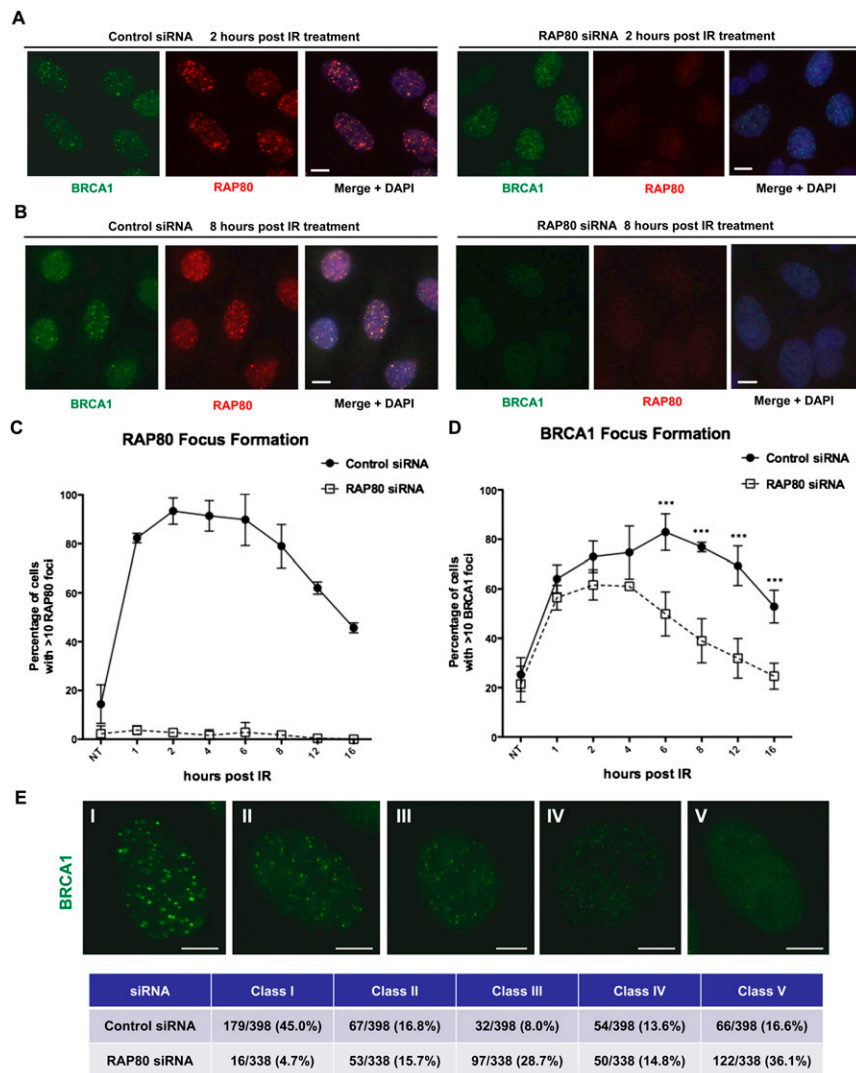 A
Control siRNA 2 hours post IR treatment
RAP80 siRNA 2 hours post IR treatment
BRCA1
RAP80
Merge + DAPI
BRCA1
RAP80
Merge + DAPI
B
Control siRNA 8 hours post IR treatment
RAP80 siRNA 8 hours post IR treatment
BRCA1
RAP80
Merge + DAPI
BRCA1
RAP80
Merge + DAPI
C
RAP80 Focus Formation
Control siRNA
RAP80 siRNA
Percentage of cells
with >10 RAP80 foci
100
80
60
40
20
0
NT
1
2
4
6
8
12
16
hours post IR
D
BRCA1 Focus Formation
Control siRNA
RAP80 siRNA
Percentage of cells
with >10 BRCA1 foci
100
80
60
40
20
0
***
***
***
***
NT
1
2
4
6
8
12
16
hours post IR
E
BRCA1
I
II
III
IV
V
siRNA Class I Class II Class III Class IV Class V
Control siRNA 179/398 (45.0%) 67/398 (16.8%) 32/398 (8.0%) 54/398 (13.6%) 66/398 (16.6%)
RAP80 siRNA 16/338 (4.7%) 53/338 (15.7%) 97/338 (28.7%) 50/338 (14.8%) 122/338 (36.1%)